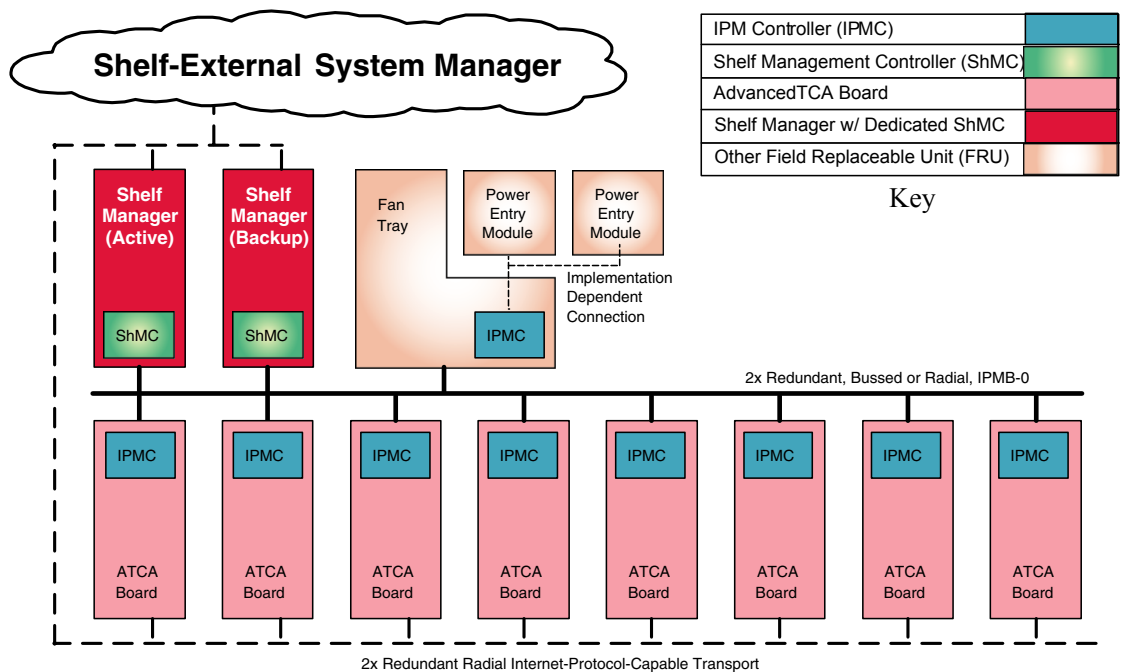 Shelf-External System Manager
IPM Controller (IPMC)
Shelf Management Controller (ShMC)
AdvancedTCA Board
Shelf Manager w/ Dedicated ShMC
Other Field Replaceable Unit (FRU)
Key
Shelf
Manager
(Active)
ShMC
Shelf
Manager
(Backup)
ShMC
Fan
Tray
Power
Entry
Module
Power
Entry
Module
Implementation
Dependent
Connection
IPMC
2x Redundant, Bussed or Radial, IPMB-0
IPMC
ATCA
Board
IPMC
ATCA
Board
IPMC
ATCA
Board
IPMC
ATCA
Board
IPMC
ATCA
Board
IPMC
ATCA
Board
IPMC
ATCA
Board
IPMC
ATCA
Board
2x Redundant Radial Internet-Protocol-Capable Transport